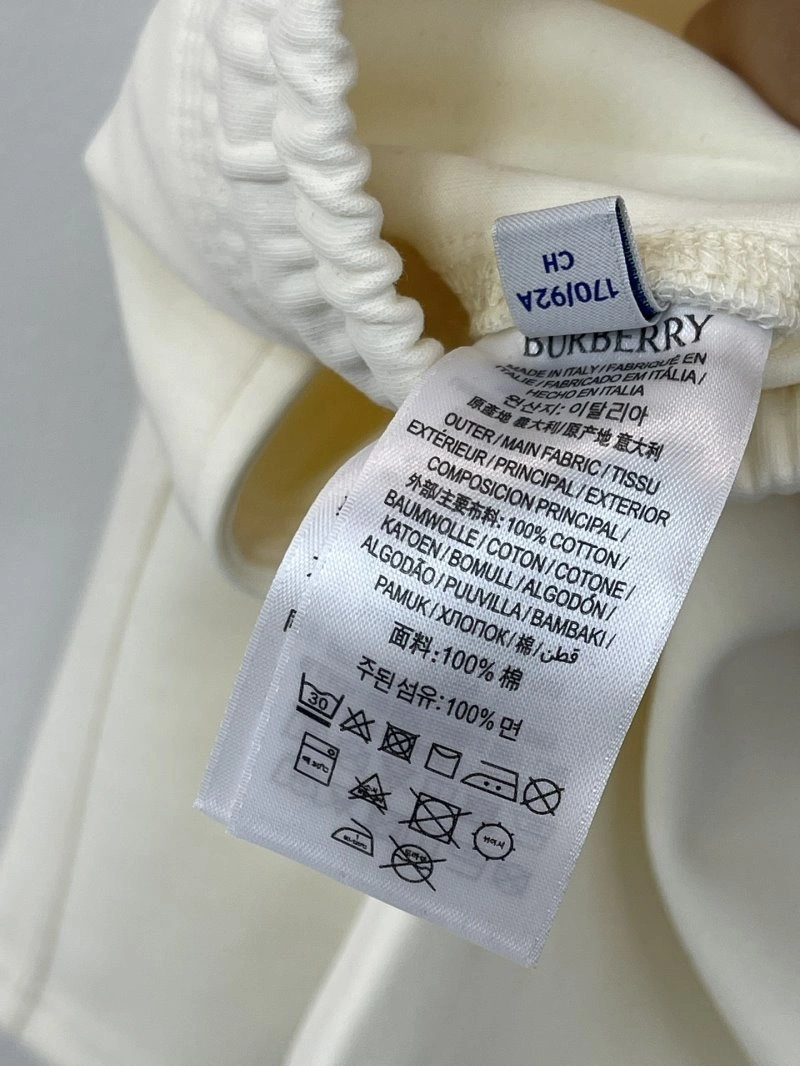 170/92A
CH
BURBERRY
MADE IN ITALY / FABRIQUÉ EN
ITALIE / FABRICADO EM ITÁLIA /
HECHO EN ITALIA
원산지: 이탈리아
原產地 義大利/原产地 意大利
OUTER / MAIN FABRIC / TISSU
EXTÉRIEUR / PRINCIPAL / EXTERIOR
COMPOSICION PRINCIPAL /
外部/主要布料: 100% COTTON /
BAUMWOLLE / COTON / COTONE /
KATOEN / BOMULL / ALGODÓN /
ALGODÃO / PUUVILLA / BAMBAKI /
PAMUK / ХЛОПОК / 棉 / قطن
面料: 100% 棉
주된 섬유: 100% 면
30